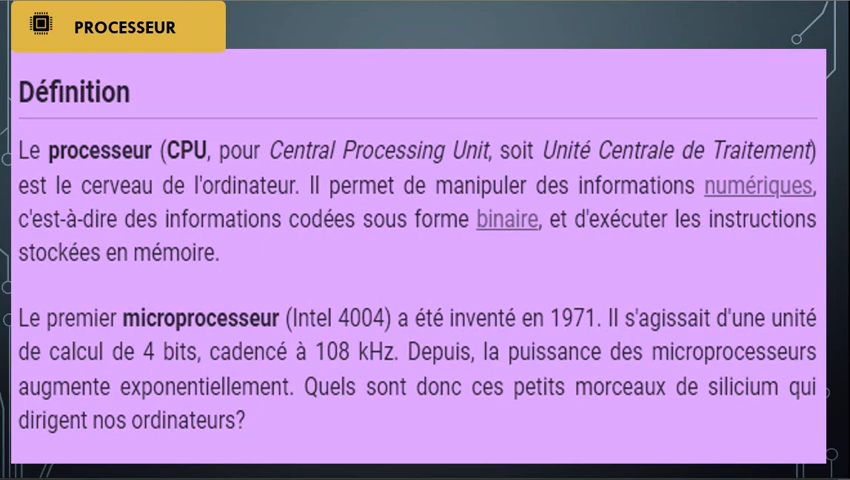 PROCESSEUR
Définition
Le processeur (CPU, pour Central Processing Unit, soit Unité Centrale de Traitement)
est le cerveau de l'ordinateur. Il permet de manipuler des informations numériques,
c'est-à-dire des informations codées sous forme binaire, et d'exécuter les instructions
stockées en mémoire.
Le premier microprocesseur (Intel 4004) a été inventé en 1971. Il s'agissait d'une unité
de calcul de 4 bits, cadencé à 108 kHz. Depuis, la puissance des microprocesseurs
augmente exponentiellement. Quels sont donc ces petits morceaux de silicium qui
dirigent nos ordinateurs?